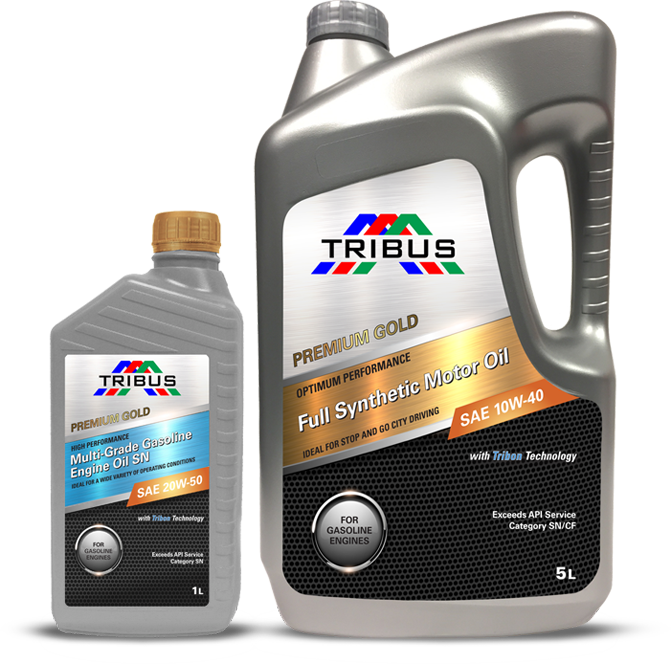 TRIBUS
PREMIUM GOLD
HIGH PERFORMANCE
Multi-Grade Gasoline
Engine Oil SN
IDEAL FOR A WIDE VARIETY OF OPERATING CONDITIONS
SAE 20W-50
with Tribon Technology
FOR
GASOLINE
ENGINES
Exceeds API Service
Category SN
1L
TRIBUS
PREMIUM GOLD
OPTIMUM PERFORMANCE
Full Synthetic Motor Oil
IDEAL FOR STOP AND GO CITY DRIVING
SAE 10W-40
with Tribon Technology
FOR
GASOLINE
ENGINES
Exceeds API Service
Category SN/CF
5L